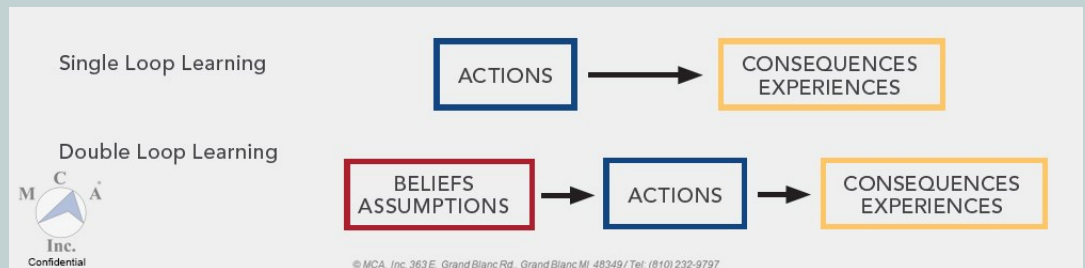 Single Loop Learning
ACTIONS
CONSEQUENCES
EXPERIENCES
Double Loop Learning
BELIEFS
ASSUMPTIONS
ACTIONS
CONSEQUENCES
EXPERIENCES
M C A
Inc.
Confidential
© MCA, Inc. 363 E. Grand Blanc Rd., Grand Blanc MI 48349 / Tel: (810) 232-9797